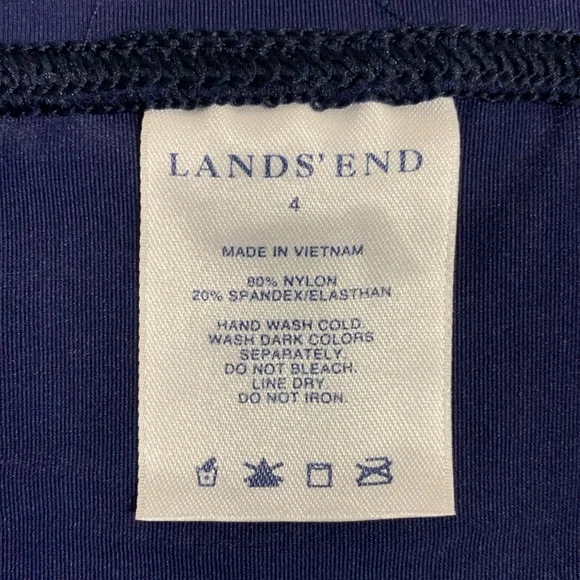 LANDS' END
4
MADE IN VIETNAM
80% NYLON
20% SPANDEX/ELASTHAN
HAND WASH COLD.
WASH DARK COLORS
SEPARATELY.
DO NOT BLEACH.
LINE DRY.
DO NOT IRON.